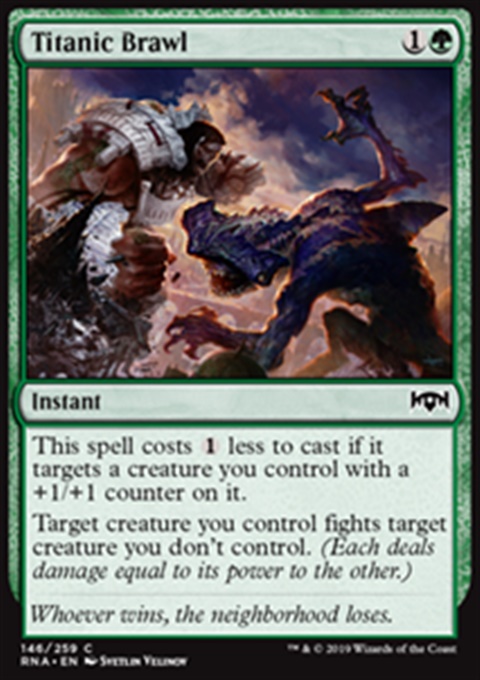 Titanic Brawl 1
Instant
This spell costs 1 less to cast if it
targets a creature you control with a
+1/+1 counter on it.
Target creature you control fights target
creature you don't control. (Each deals
damage equal to its power to the other.)
Whoever wins, the neighborhood loses.
146/259 C
RNA • EN Svetlin Velinov
™ & © 2019 Wizards of the Coast